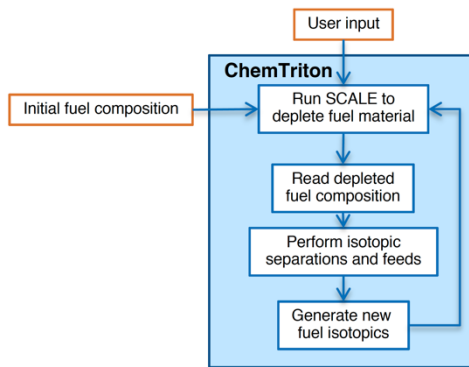 User input
ChemTriton
Initial fuel composition
Run SCALE to
deplete fuel material
Read depleted
fuel composition
Perform isotopic
separations and feeds
Generate new
fuel isotopics